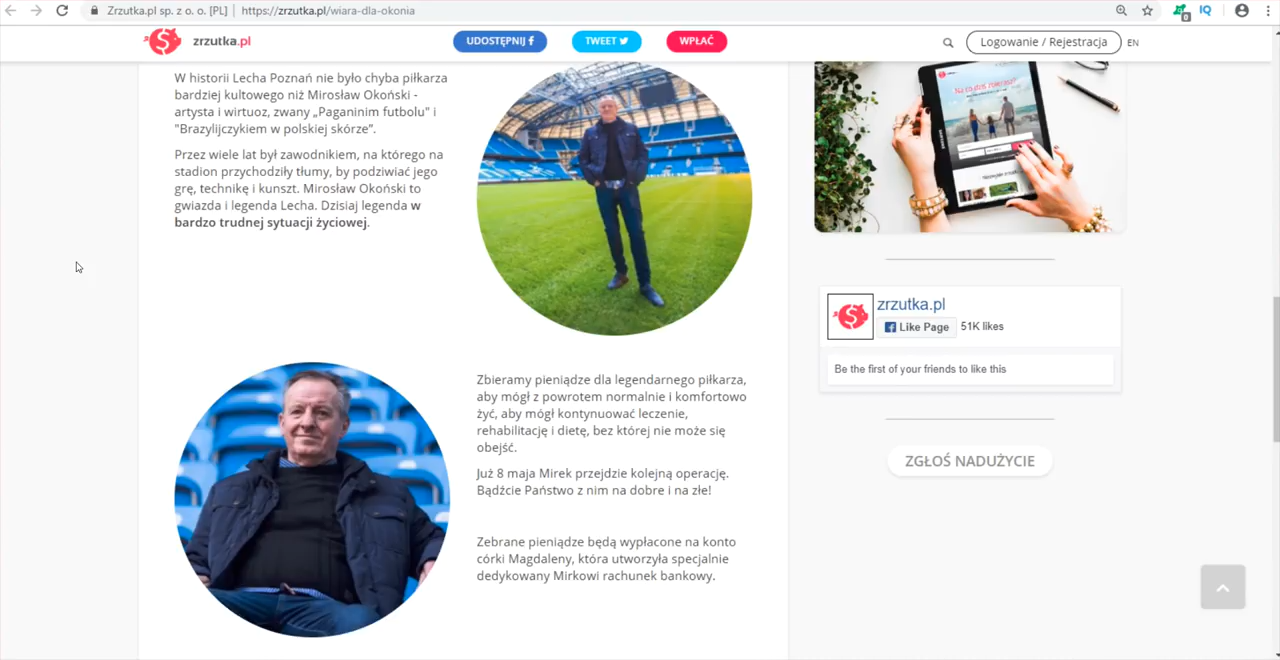 Zrzutka.pl sp. z o. o. [PL] | https://zrzutka.pl/wiara-dla-okonia
0
IQ
zrzutka.pl
UDOSTĘPNIJ f
TWEET
WPŁAĆ
Logowanie / Rejestracja
EN
W historii Lecha Poznań nie było chyba piłkarza
bardziej kultowego niż Mirosław Okoński -
artysta i wirtuoz, zwany „Paganinim futbolu" i
"Brazylijczykiem w polskiej skórze”.
Przez wiele lat był zawodnikiem, na którego na
stadion przychodziły tłumy, by podziwiać jego
grę, technikę i kunszt. Mirosław Okoński to
gwiazda i legenda Lecha. Dzisiaj legenda w
bardzo trudnej sytuacji życiowej.
Zbieramy pieniądze dla legendarnego piłkarza,
aby mógł z powrotem normalnie i komfortowo
żyć, aby mógł kontynuować leczenie,
rehabilitację i dietę, bez której nie może się
obejść.
Już 8 maja Mirek przejdzie kolejną operację.
Bądźcie Państwo z nim na dobre i na złe!
Zebrane pieniądze będą wypłacone na konto
córki Magdaleny, która utworzyła specjalnie
dedykowany Mirkowi rachunek bankowy.
Na co dziś zbierasz?
zrzutka.pl
Like Page
51K likes
Be the first of your friends to like this
ZGŁOŚ NADUŻYCIE